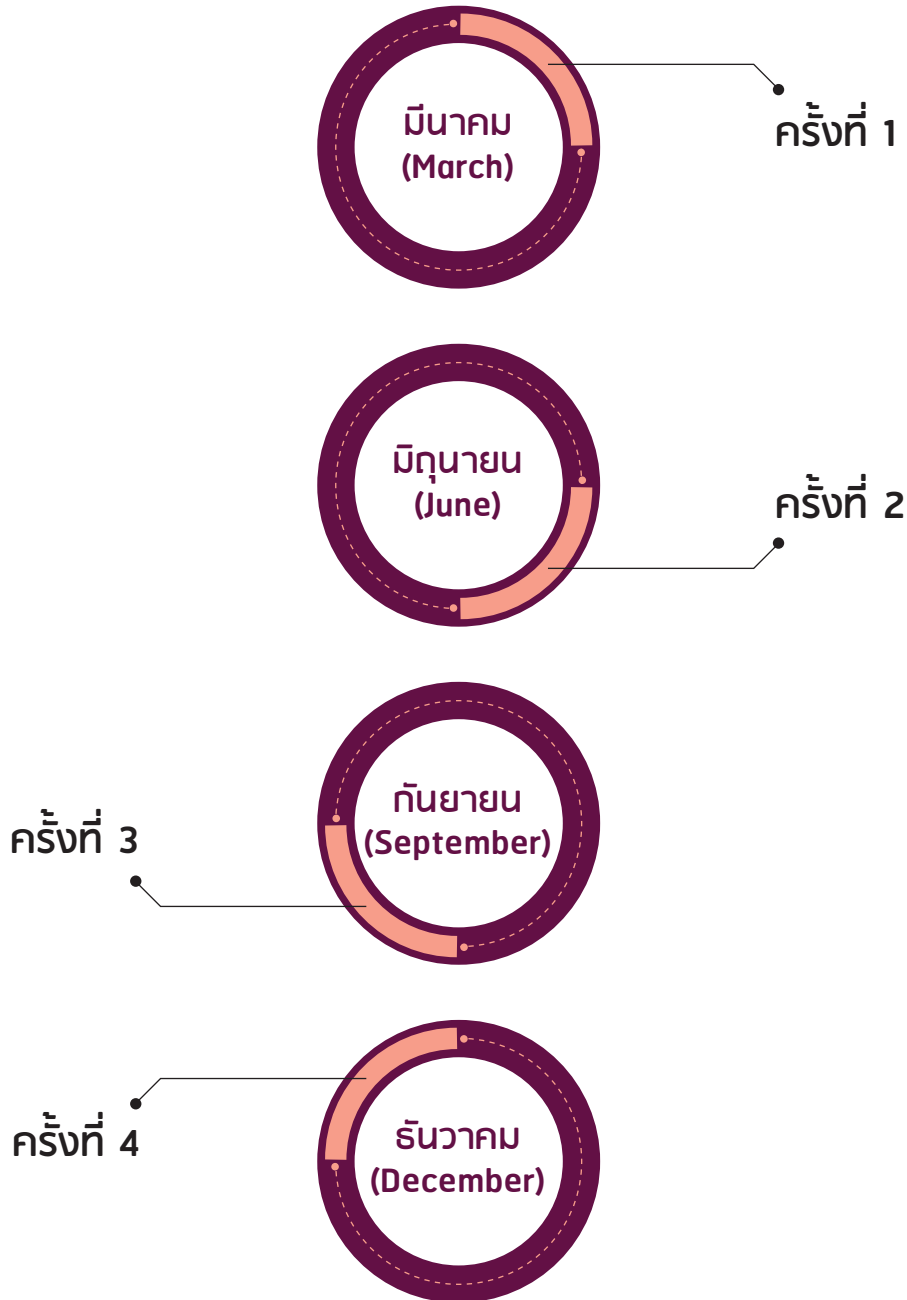 มีนาคม
(March)
ครั้งที่ 1
มิถุนายน
(June)
ครั้งที่ 2
กันยายน
(September)
ครั้งที่ 3
ธันวาคม
(December)
ครั้งที่ 4